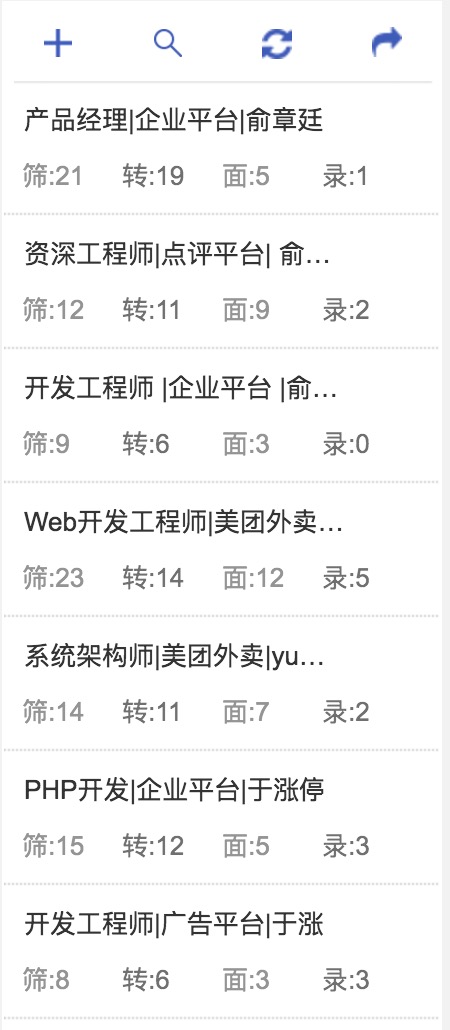 产品经理|企业平台|俞章廷
筛:21 转:19 面:5 录:1
资深工程师|点评平台| 俞…
筛:12 转:11 面:9 录:2
开发工程师 |企业平台 |俞…
筛:9 转:6 面:3 录:0
Web开发工程师|美团外卖…
筛:23 转:14 面:12 录:5
系统架构师|美团外卖|yu…
筛:14 转:11 面:7 录:2
PHP开发|企业平台|于涨停
筛:15 转:12 面:5 录:3
开发工程师|广告平台|于涨
筛:8 转:6 面:3 录:3